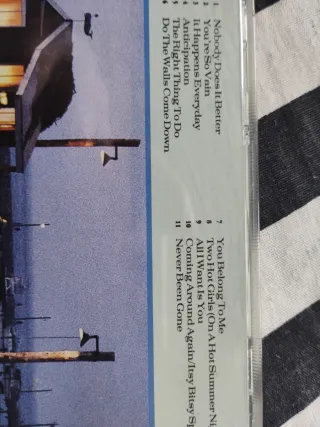 1 Nobody Does It Better
2 You're So Vain
3 It Happens Everyday
4 Anticipation
5 The Right Thing To Do
6 Do The Walls Come Down
7 You Belong To Me
8 Two Hot Girls (On A Hot Summer Ni
9 All I Want Is You
10 Coming Around Again/Itsy Bitsy Sp
11 Never Been Gone